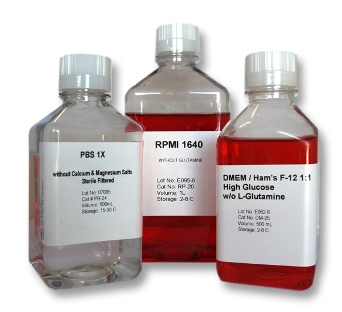 PBS 1X
without Calcium & Magnesium Salts
Sterile Filtered
Lot No: 07095
Cat # PB-24
Volume: 500mL
Storage: 15-30 C
RPMI 1640
WITHOUT GLUTAMINE
Lot No: E095-6
Cat No: RP-20
Volume: 1L
Storage: 2-8 C
DMEM / Ham's F-12 1:1
High Glucose
w/o L-Glutamine
Lot No: E062-6
Cat No: DM-25
Volume: 500 mL
Storage: 2-8 C